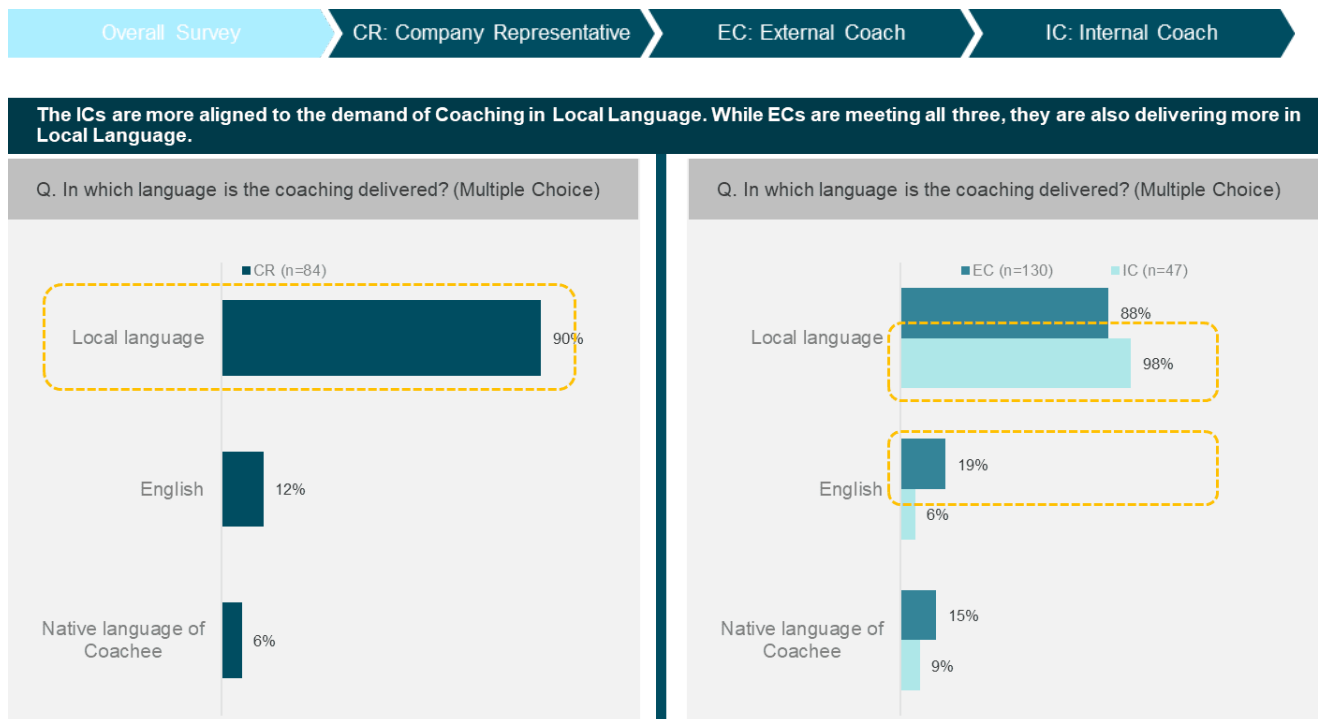 Overall Survey
CR: Company Representative
EC: External Coach
IC: Internal Coach
The ICs are more aligned to the demand of Coaching in Local Language. While ECs are meeting all three, they are also delivering more in
Local Language.
Q. In which language is the coaching delivered? (Multiple Choice)
CR (n=84)
Local language
90%
English
12%
Native language of
Coachee
6%
Q. In which language is the coaching delivered? (Multiple Choice)
EC (n=130)
IC (n=47)
Local language
88%
98%
English
19%
6%
Native language of
Coachee
15%
9%